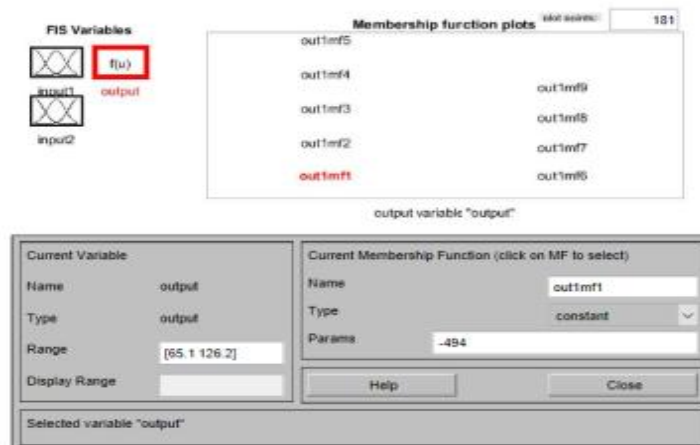 FIS Variables
Membership function plots
plot points:
181
f(u)
input1
output
input2
out1mf5
out1mf4
out1mf3
out1mf2
out1mf1
out1mf9
out1mf8
out1mf7
out1mf6
output variable "output"
Current Variable
Name output
Type output
Range [65.1 126.2]
Display Range
Current Membership Function (click on MF to select)
Name out1mf1
Type constant
Params -494
Help Close
Selected variable "output"